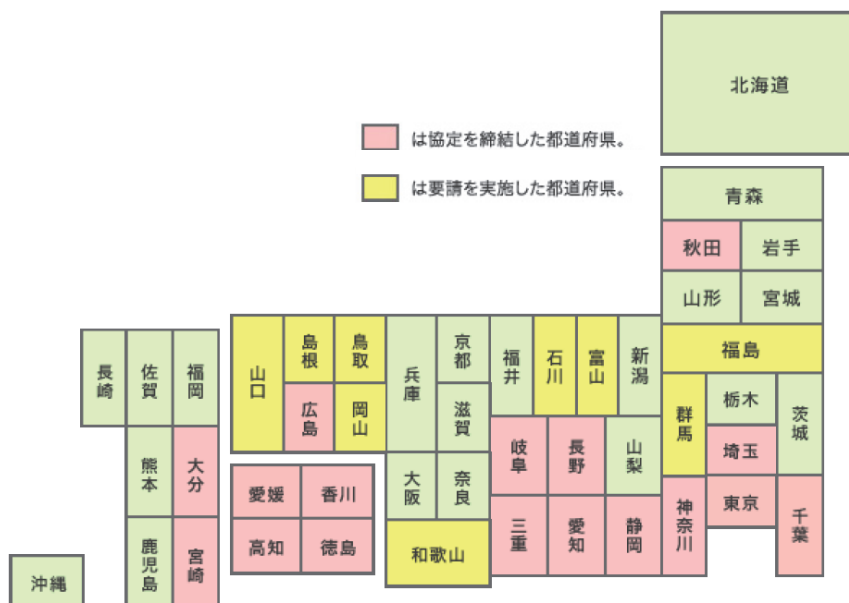 北海道
は協定を締結した都道府県。
は要請を実施した都道府県。
青森
秋田
岩手
山形
宮城
福島
長崎
佐賀
福岡
山口
島根
鳥取
兵庫
京都
福井
石川
富山
新潟
群馬
栃木
茨城
広島
岡山
滋賀
岐阜
長野
山梨
埼玉
熊本
大分
愛媛
香川
大阪
奈良
三重
愛知
静岡
神奈川
東京
千葉
高知
徳島
和歌山
鹿児島
宮崎
沖縄